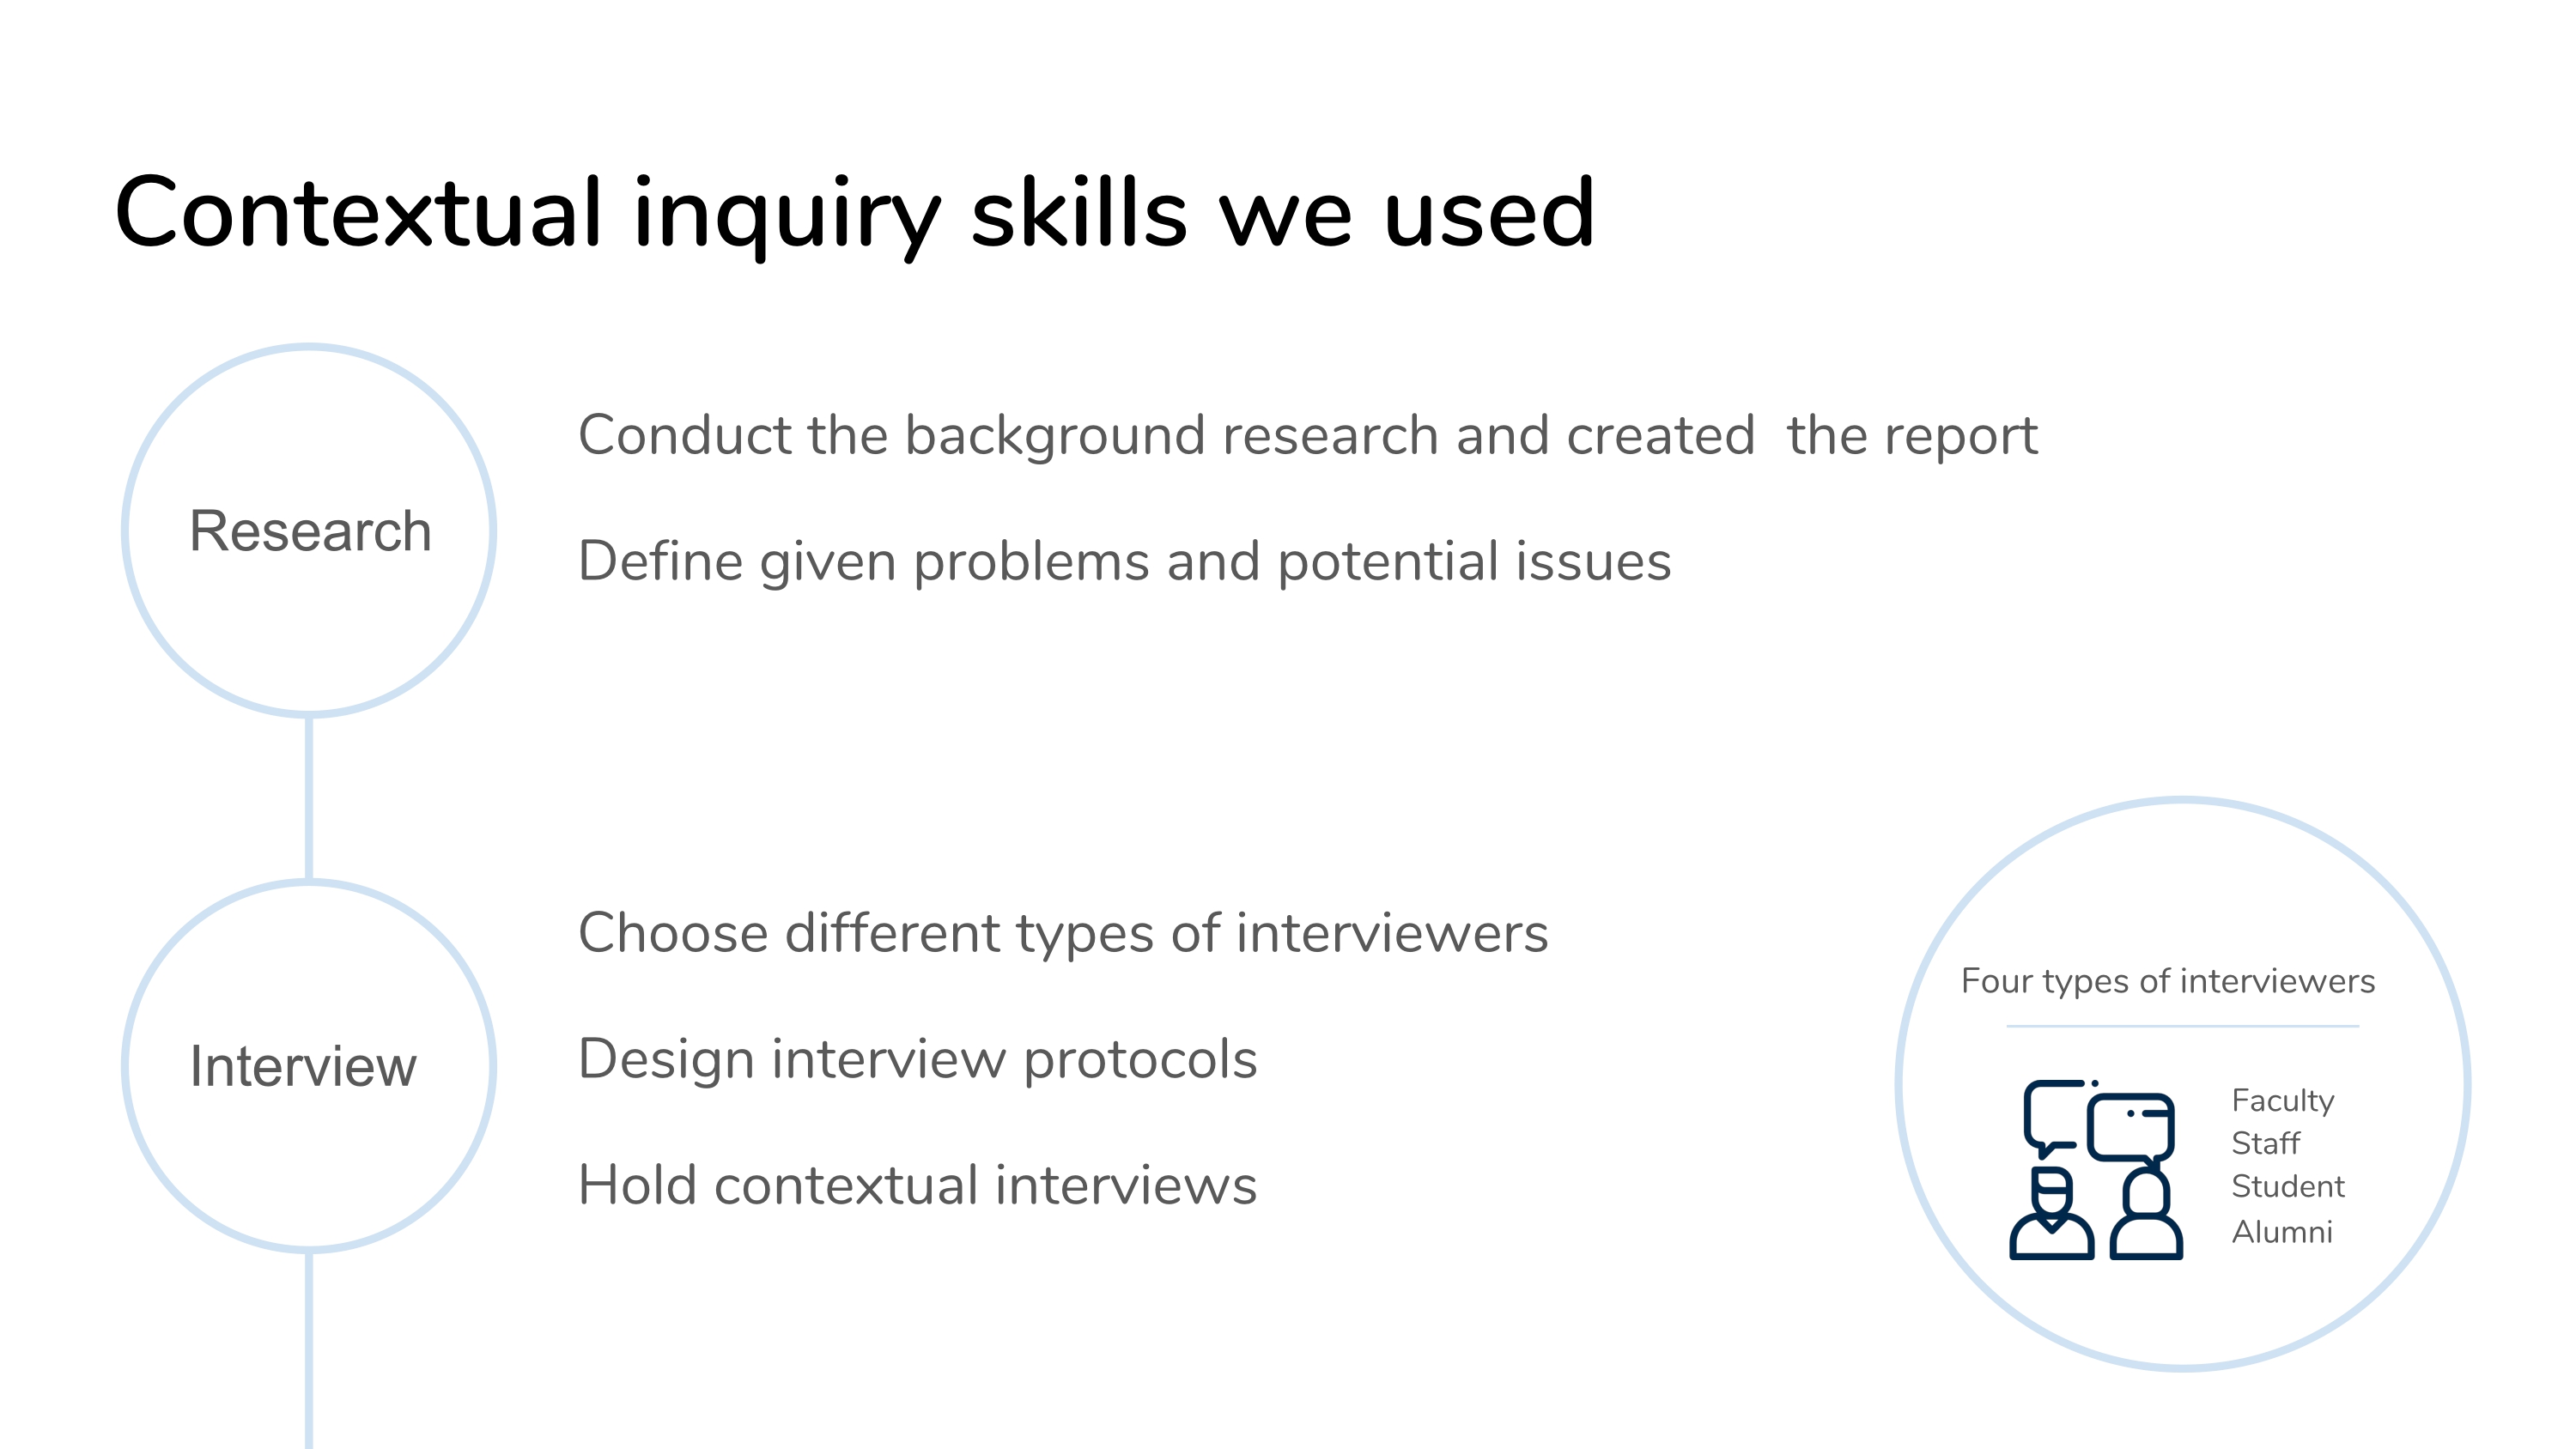 Contextual inquiry skills we used
Research
Conduct the background research and created  the report
Define given problems and potential issues
Interview
Choose different types of interviewers
Design interview protocols
Hold contextual interviews
Four types of interviewers
Faculty
Staff
Student
Alumni